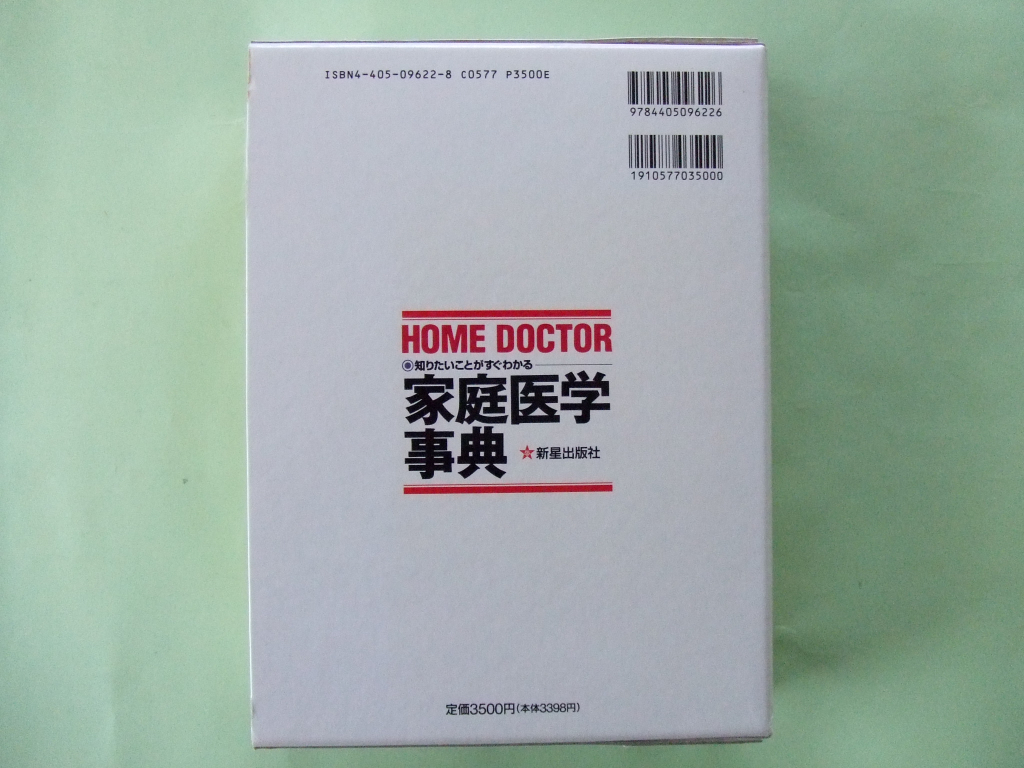 ISBN4-405-09622-8 C0577 P3500E
9784405096226
1910577035000
HOME DOCTOR
知りたいことがすぐわかる
家庭医学
事典
新星出版社
定価3500円(本体3398円)